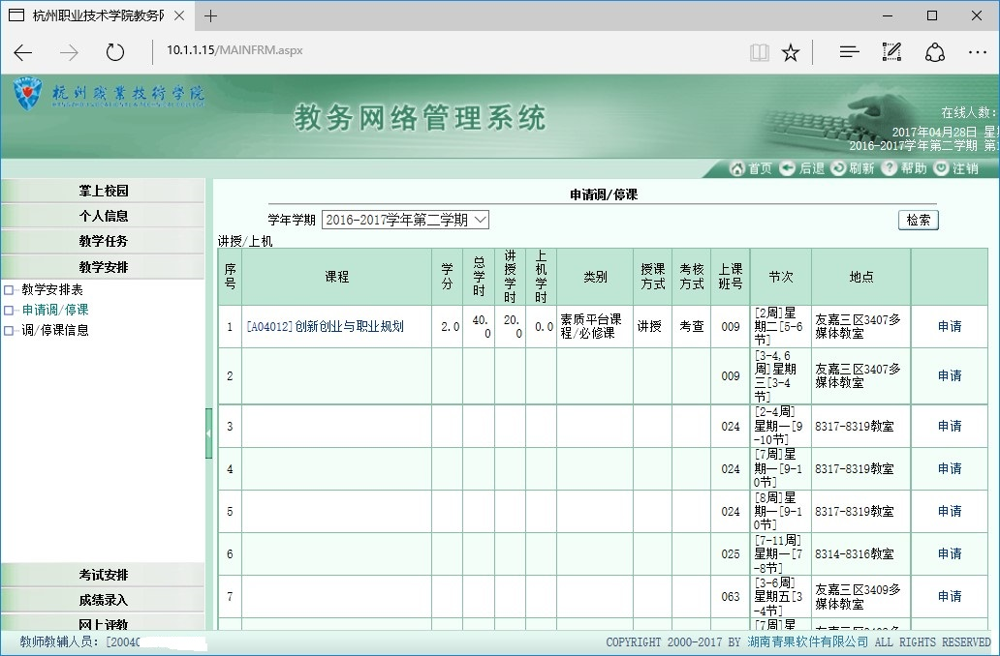 杭州职业技术学院教务网
10.1.1.15/MAINFRM.aspx
杭州职业技术学院
教务网络管理系统
在线人数：
2017年04月28日 星
2016-2017学年第二学期 第
首页 后退 刷新 帮助 注销
掌上校园
个人信息
教学任务
教学安排
教学安排表
申请调/停课
调/停课信息
考试安排
成绩录入
网上评教
申请调/停课
学年学期 2016-2017学年第二学期 检索
讲授/上机
序号 课程 学分 总学时 讲授学时 上机学时 类别 授课方式 考核方式 上课班号 节次 地点
1 [A04012]创新创业与职业规划 2.0 40.0 20.0 0.0 素质平台课程/必修课 讲授 考查 009 [2周]星期二[5-6节] 友嘉三区3407多媒体教室 申请
2 009 [3-4,6周]星期三[3-4节] 友嘉三区3407多媒体教室 申请
3 024 [2-4周]星期一[9-10节] 8317-8319教室 申请
4 024 [7周]星期一[9-10节] 8317-8319教室 申请
5 024 [8周]星期一[9-10节] 8317-8319教室 申请
6 025 [7-11周]星期一[7-8节] 8314-8316教室 申请
7 063 [3-6周]星期五[3-4节] 友嘉三区3409多媒体教室 申请
[7周]星
教师教辅人员：[20040
COPYRIGHT 2000-2017 BY 湖南青果软件有限公司 ALL RIGHTS RESERVED